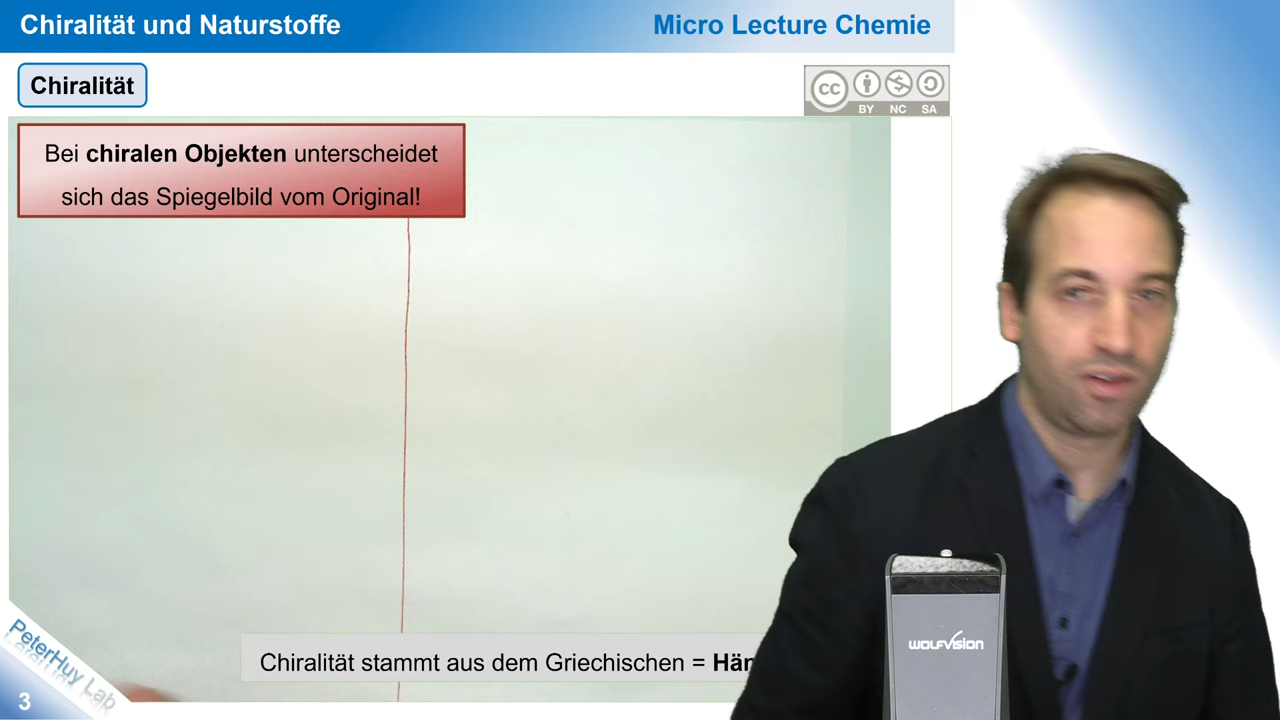 Chiralität und Naturstoffe
Micro Lecture Chemie
Chiralität
CC BY NC SA
Bei chiralen Objekten unterscheidet
sich das Spiegelbild vom Original!
Chiralität stammt aus dem Griechischen =
WOLFVISION
PeterHuy Lab
3